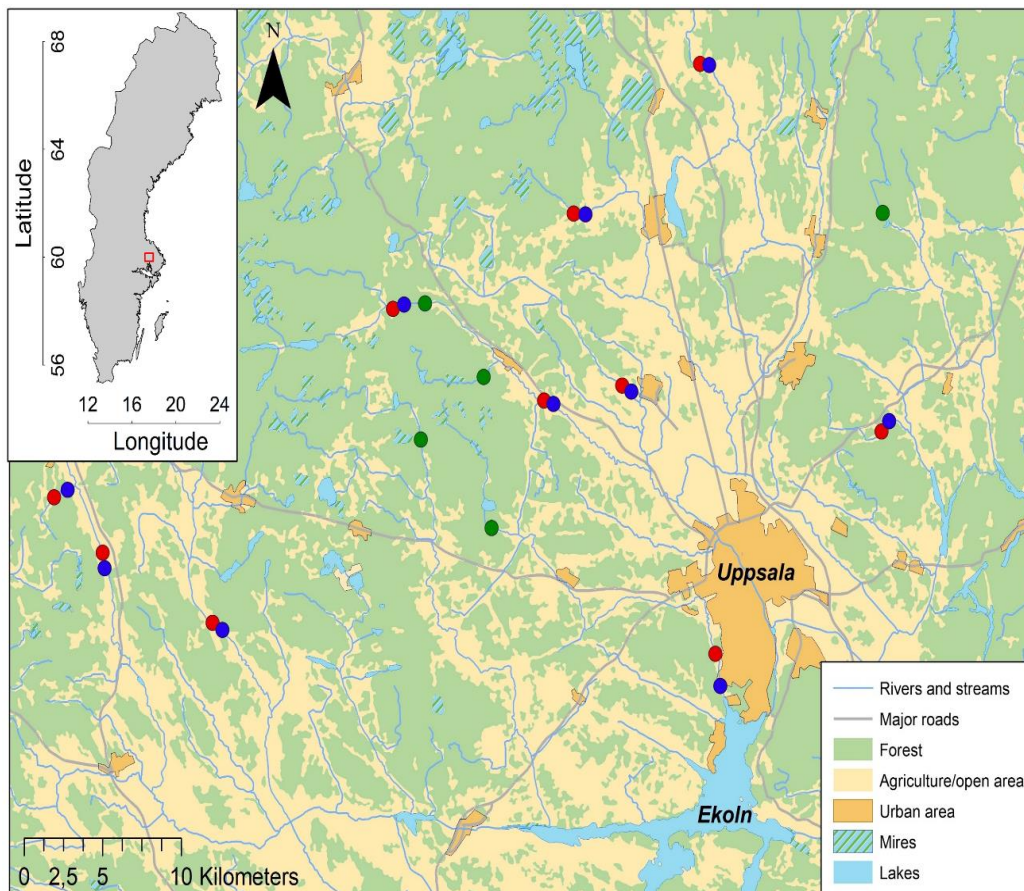 N
68
64
60
56
Latitude
12 16 20 24
Longitude
Uppsala
Ekoln
Rivers and streams
Major roads
Forest
Agriculture/open area
Urban area
Mires
Lakes
0 2,5 5 10 Kilometers